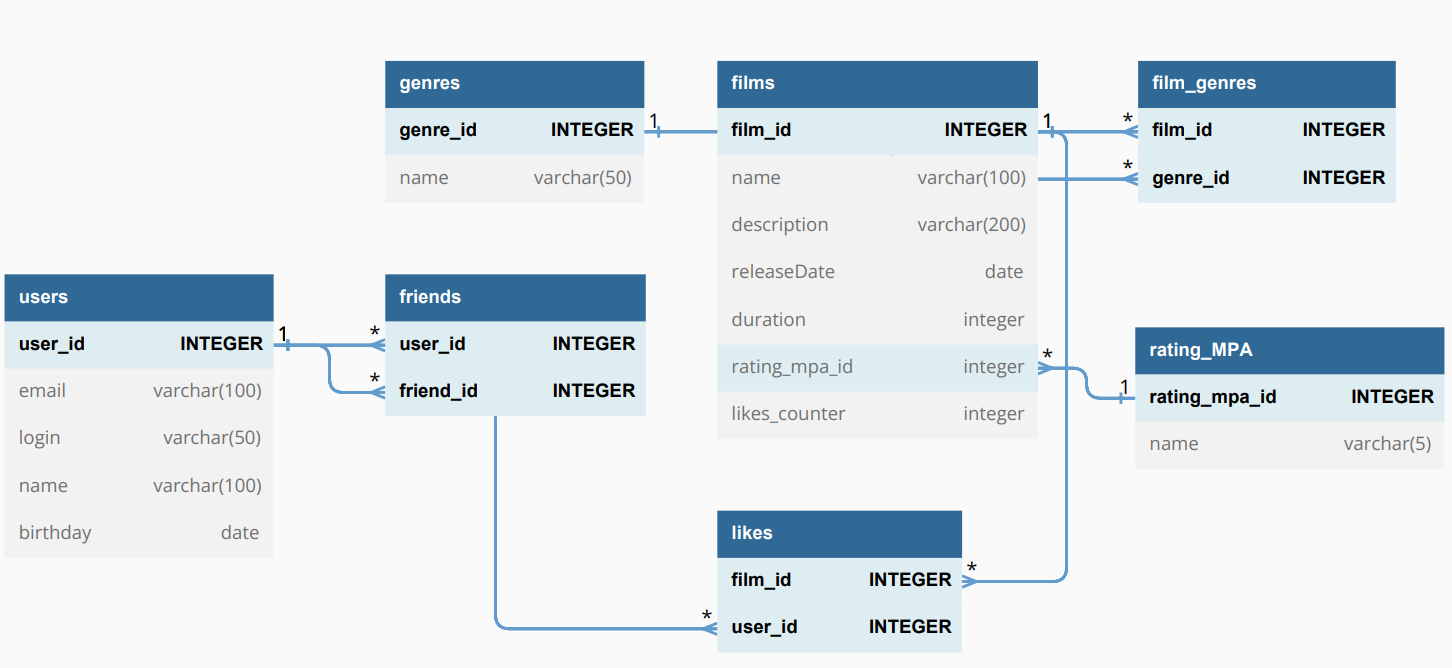 genres
genre_id INTEGER 1
name varchar(50)
films
film_id INTEGER 1
name varchar(100)
description varchar(200)
releaseDate date
duration integer
rating_mpa_id integer *
likes_counter integer
film_genres
* film_id INTEGER
* genre_id INTEGER
users
user_id INTEGER 1
email varchar(100)
login varchar(50)
name varchar(100)
birthday date
friends
* user_id INTEGER
* friend_id INTEGER
rating_MPA
1 rating_mpa_id INTEGER
name varchar(5)
likes
film_id INTEGER *
* user_id INTEGER